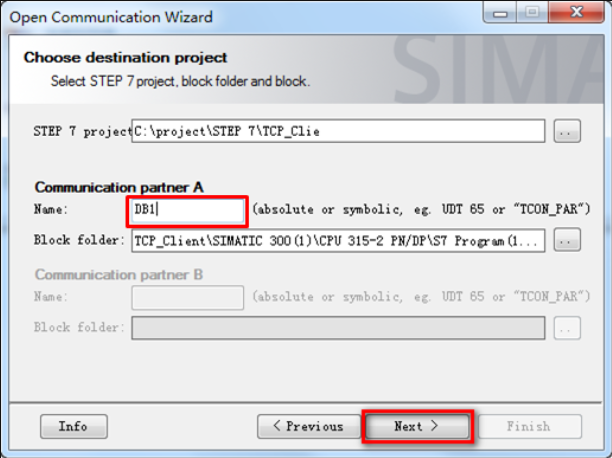 Open Communication Wizard
Choose destination project
Select STEP 7 project, block folder and block.
SIMA
STEP 7 project C:\project\STEP 7\TCP_Clie ..
Communication partner A
Name: DB1 (absolute or symbolic, eg. UDT 65 or "TCON_PAR")
Block folder: TCP_Client\SIMATIC 300(1)\CPU 315-2 PN/DP\S7 Program(1... ..
Communication partner B
Name: (absolute or symbolic, eg. UDT 65 or "TCON_PAR")
Block folder: ..
Info < Previous Next > Finish